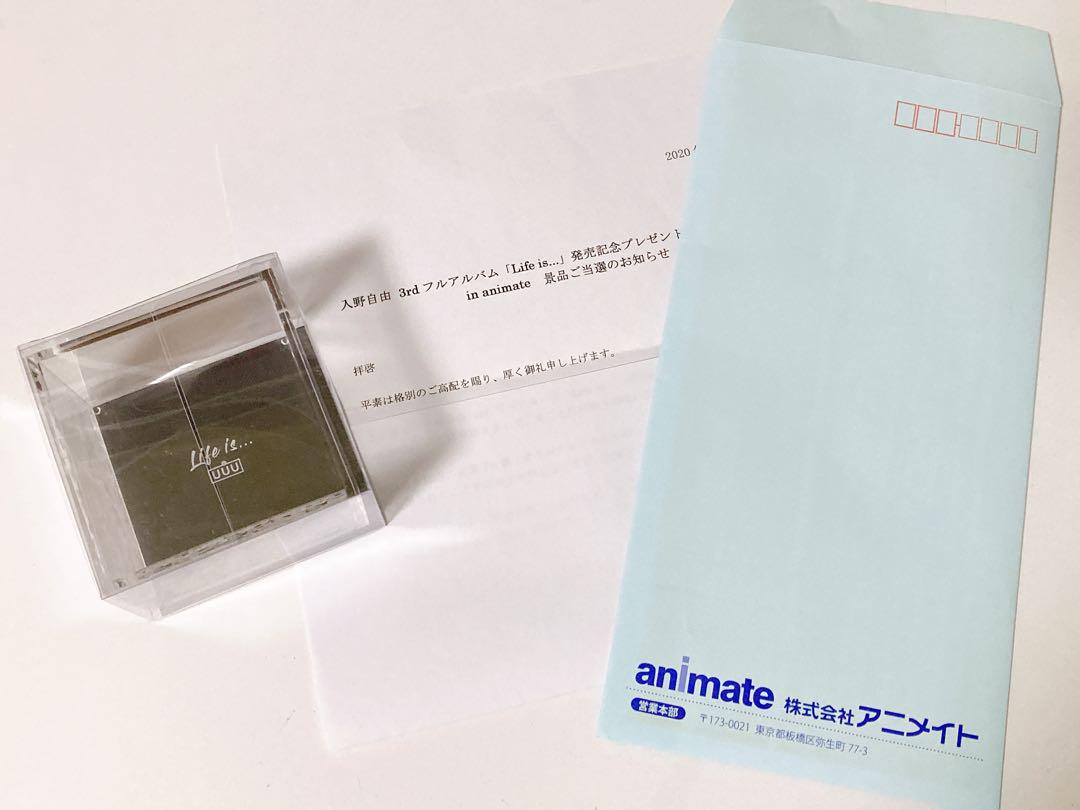 2020
入野自由 3rdフルアルバム「Life is...」発売記念プレゼント
in animate 景品ご当選のお知らせ
拝啓
平素は格別のご高配を賜り、厚く御礼申し上げます。
Life is...
UUU
animate 株式会社アニメイト
営業本部 〒173-0021 東京都板橋区弥生町77-3